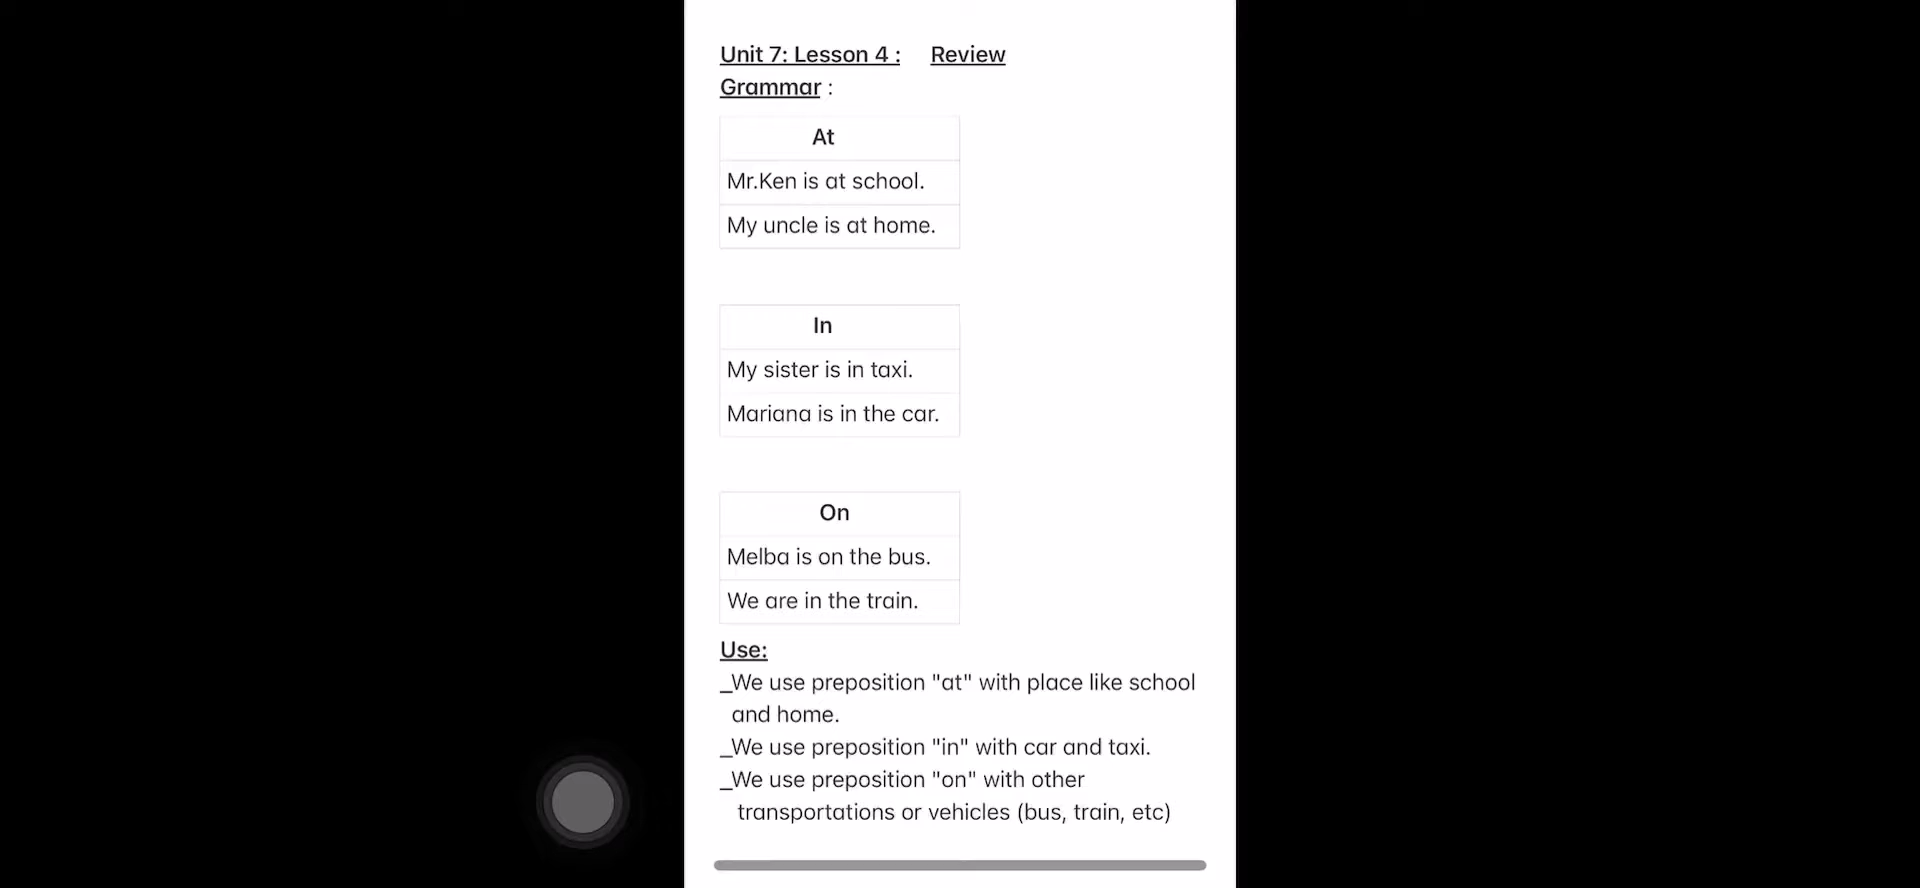 Unit 7: Lesson 4 : Review
Grammar :
At
Mr.Ken is at school.
My uncle is at home.
In
My sister is in taxi.
Mariana is in the car.
On
Melba is on the bus.
We are in the train.
Use:
_We use preposition "at" with place like school
and home.
_We use preposition "in" with car and taxi.
_We use preposition "on" with other
transportations or vehicles (bus, train, etc)